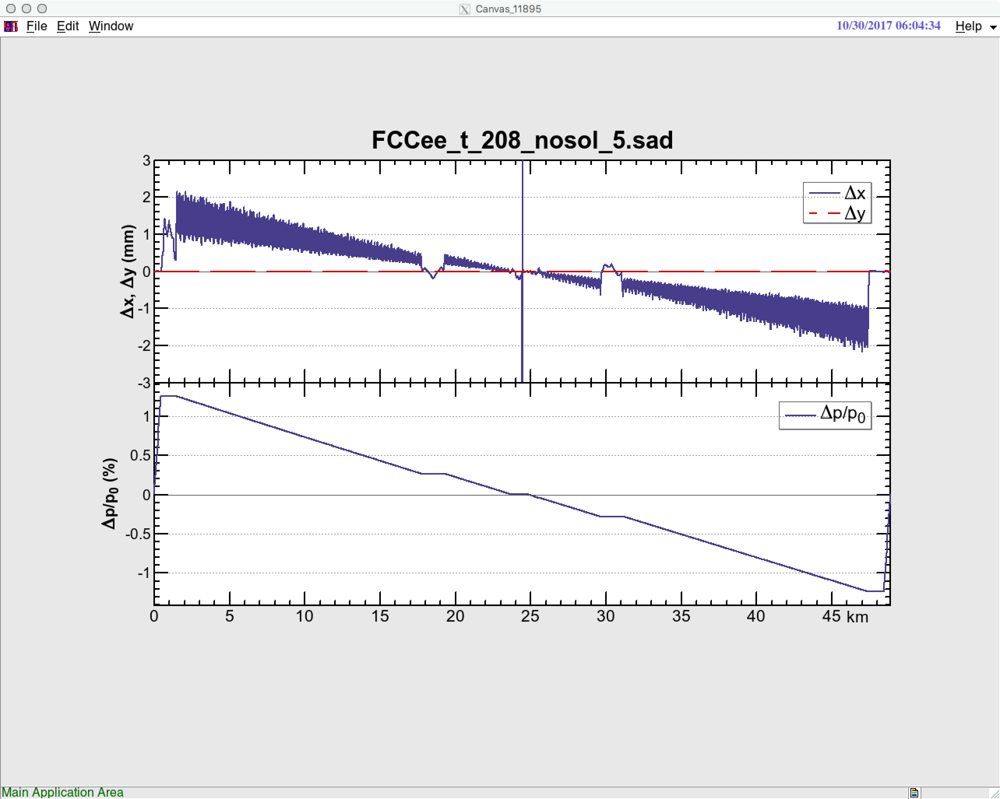 Canvas_11895
File Edit Window 10/30/2017 06:04:34 Help
FCCee_t_208_nosol_5.sad
Δx, Δy (mm)
3
2
1
0
-1
-2
-3
Δx
Δy
Δp/p0 (%)
1
0.5
0
-0.5
-1
Δp/p0
0 5 10 15 20 25 30 35 40 45 km
Main Application Area